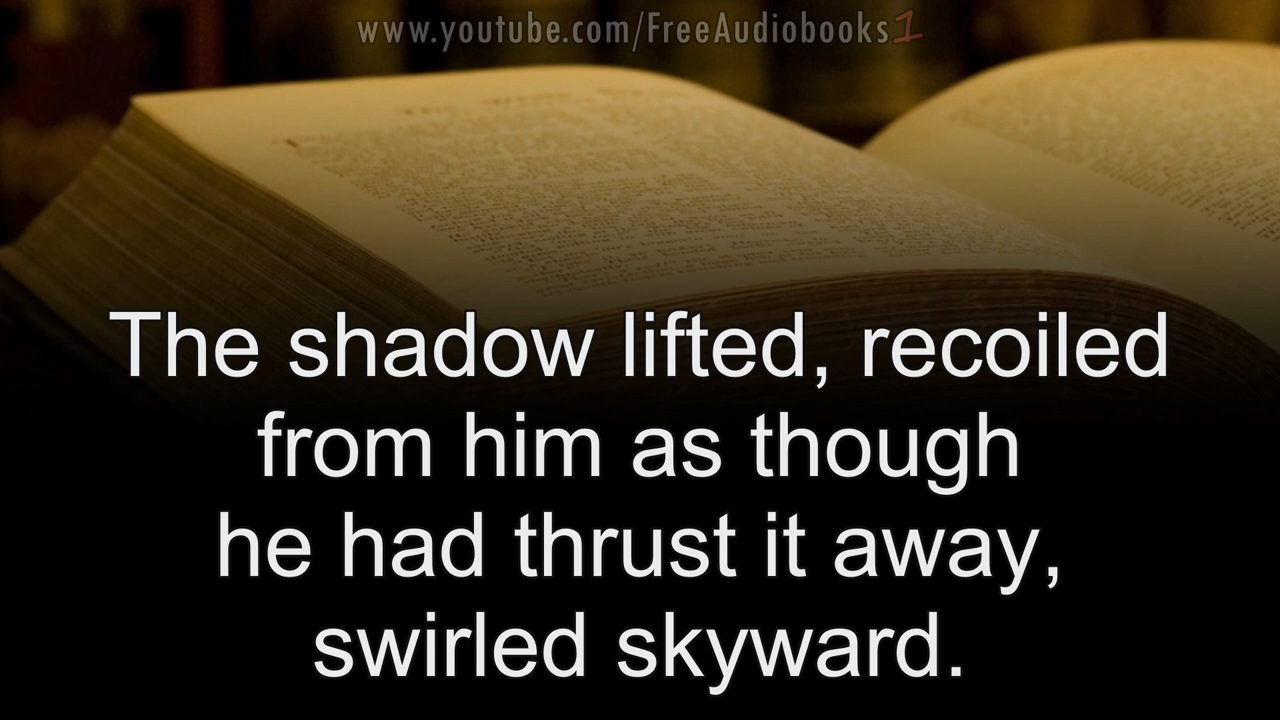 www.youtube.com/FreeAudiobooks1
The shadow lifted, recoiled
from him as though
he had thrust it away,
swirled skyward.